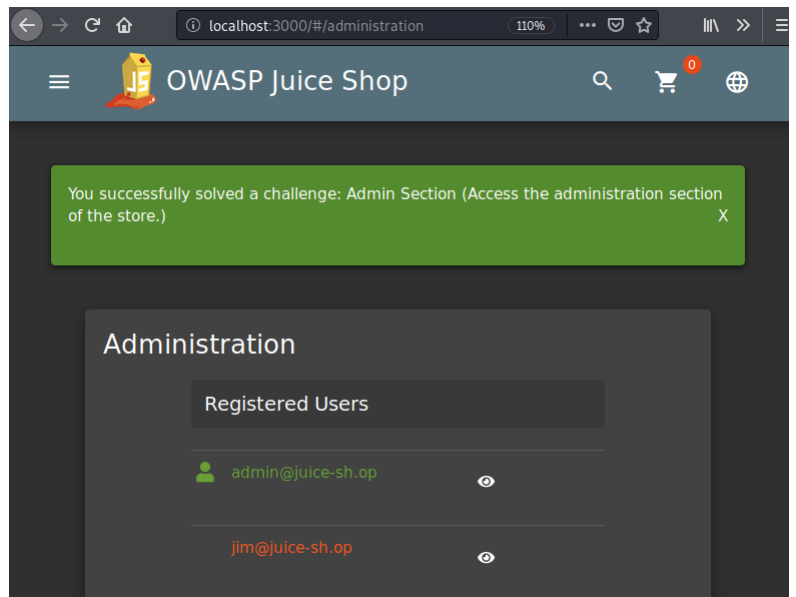 localhost:3000/#/administration 110%
JS OWASP Juice Shop 0
You successfully solved a challenge: Admin Section (Access the administration section
of the store.) X
Administration
Registered Users
admin@juice-sh.op
jim@juice-sh.op